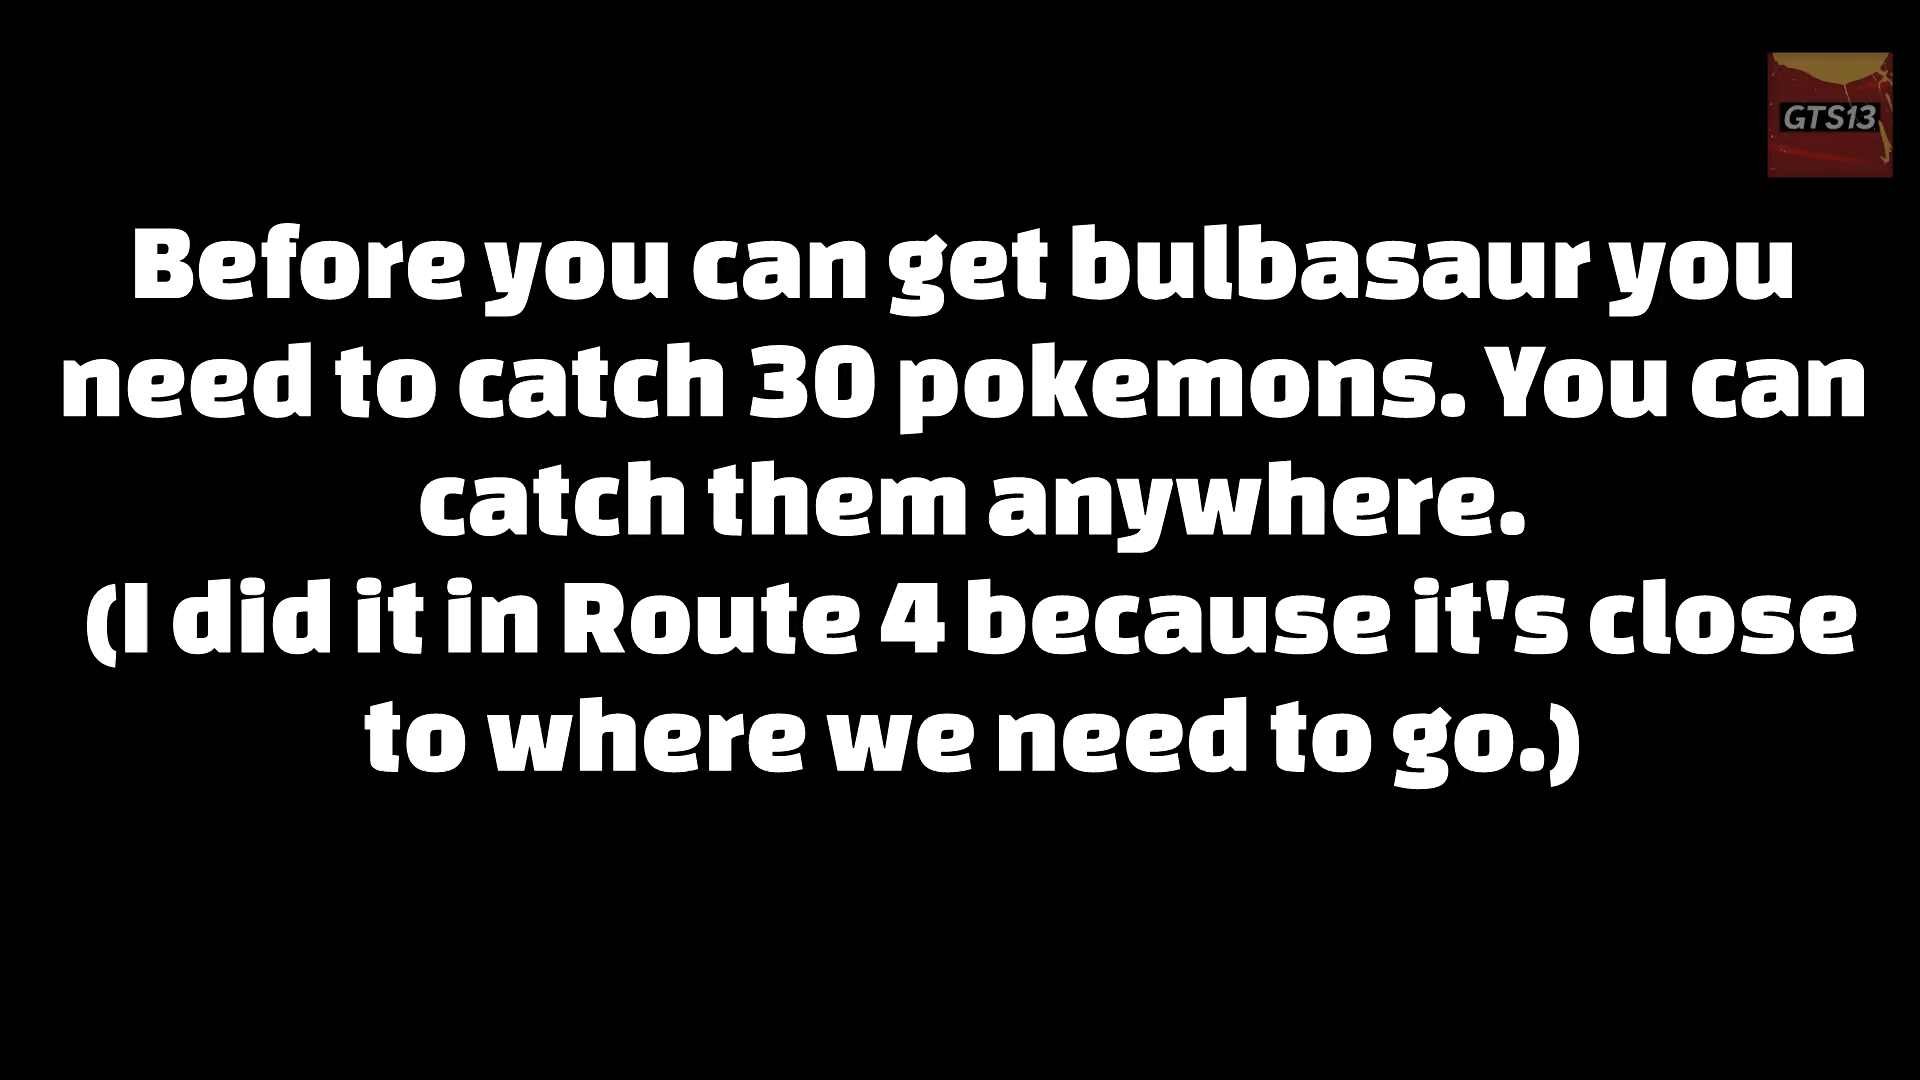 GTS13
Before you can get bulbasaur you
need to catch 30 pokemons. You can
catch them anywhere.
(I did it in Route 4 because it's close
to where we need to go.)